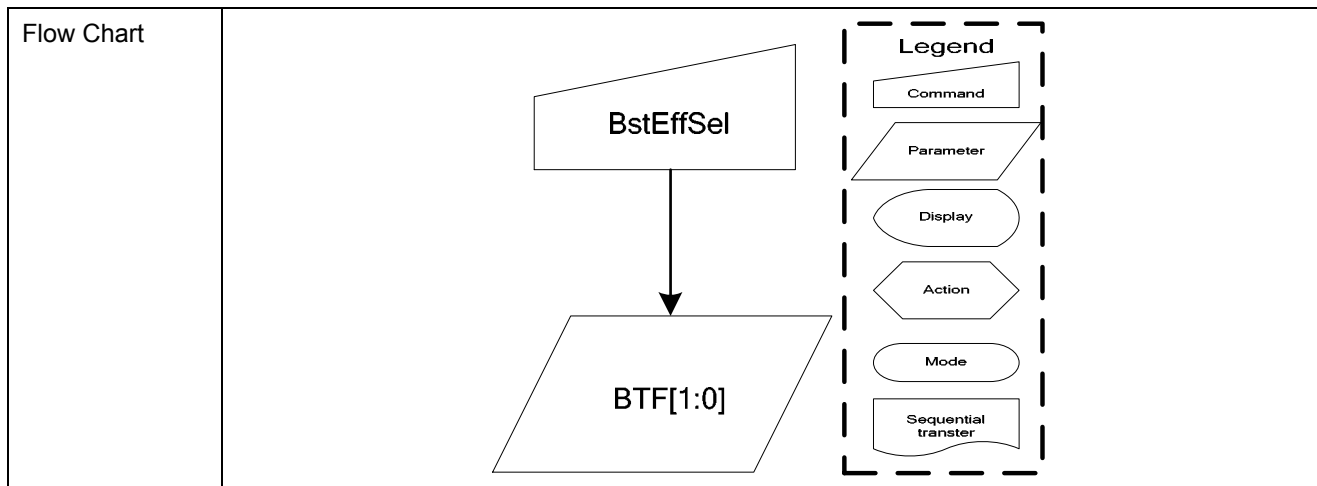 Flow Chart
BstEffSel
BTF[1:0]
Legend
Command
Parameter
Display
Action
Mode
Sequential
transter